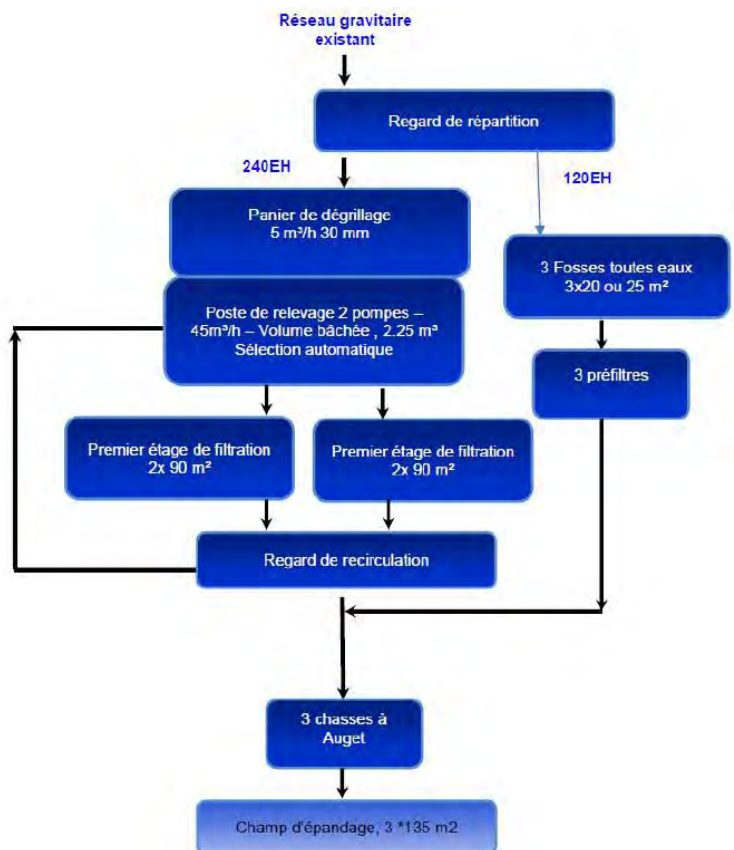 Réseau gravitaire
existant
Regard de répartition
240EH
120EH
Panier de dégrillage
5 m³/h 30 mm
3 Fosses toutes eaux
3x20 ou 25 m²
Poste de relevage 2 pompes –
45m³/h – Volume bâchée , 2.25 m³
Sélection automatique
3 préfiltres
Premier étage de filtration
2x 90 m²
Premier étage de filtration
2x 90 m²
Regard de recirculation
3 chasses à
Auget
Champ d'épandage, 3 *135 m2